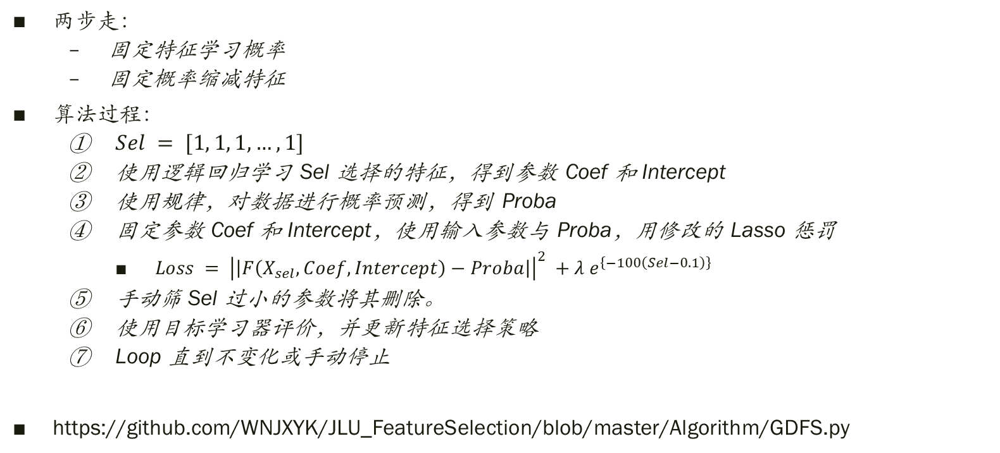 ■ 两步走：
– 固定特征学习概率
– 固定概率缩减特征
■ 算法过程：
① Sel = [1, 1, 1, … , 1]
② 使用逻辑回归学习 Sel 选择的特征，得到参数 Coef 和 Intercept
③ 使用规律，对数据进行概率预测，得到 Proba
④ 固定参数 Coef 和 Intercept，使用输入参数与 Proba，用修改的 Lasso 惩罚
■ Loss = ||F(X_{sel}, Coef, Intercept) − Proba||^2 + λ e^{\{−100(Sel−0.1)\}}
⑤ 手动筛 Sel 过小的参数将其删除。
⑥ 使用目标学习器评价，并更新特征选择策略
⑦ Loop 直到不变化或手动停止
■ https://github.com/WNJXYK/JLU_FeatureSelection/blob/master/Algorithm/GDFS.py